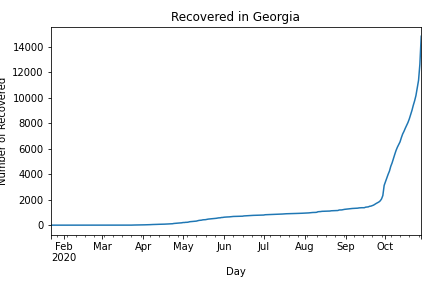 Recovered in Georgia
Number of Recovered
14000
12000
10000
8000
6000
4000
2000
0
Feb Mar Apr May Jun Jul Aug Sep Oct
2020
Day